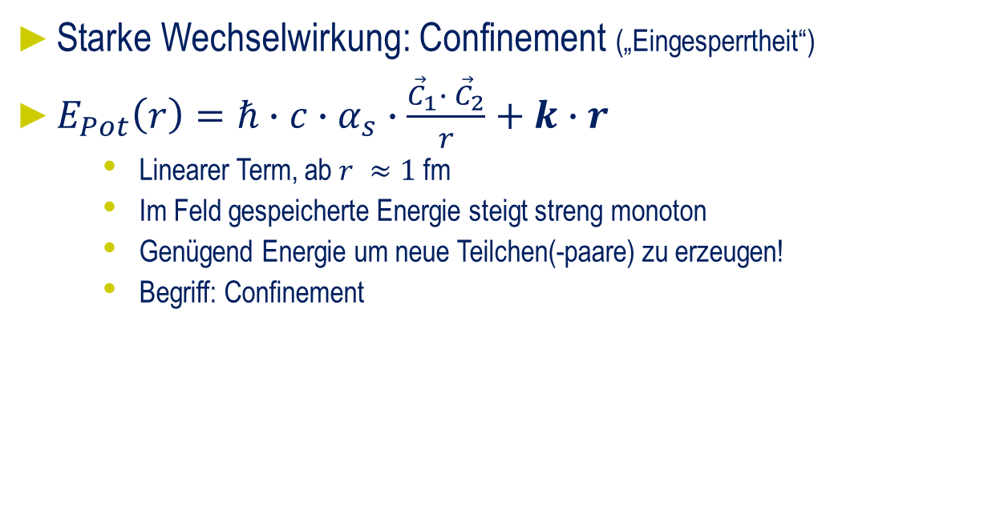 ► Starke Wechselwirkung: Confinement („Eingesperrtheit“)
► $E_{Pot}(r) = \hbar \cdot c \cdot \alpha_s \cdot \frac{\vec{C}_1 \cdot \vec{C}_2}{r} + \boldsymbol{k} \cdot \boldsymbol{r}$
• Linearer Term, ab $r \approx 1$ fm
• Im Feld gespeicherte Energie steigt streng monoton
• Genügend Energie um neue Teilchen(-paare) zu erzeugen!
• Begriff: Confinement